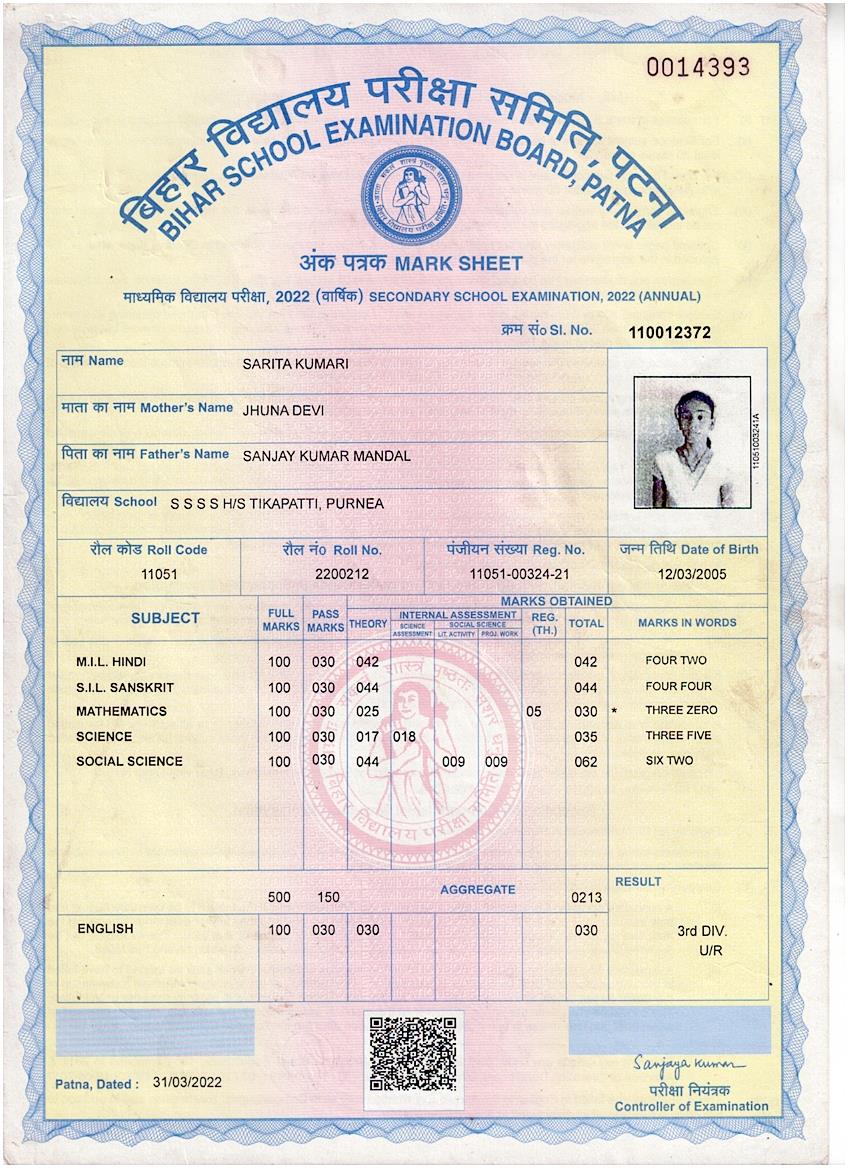 0014393
बिहार विद्यालय परीक्षा समिति, पटना
BIHAR SCHOOL EXAMINATION BOARD, PATNA
अंक पत्रक MARK SHEET
माध्यमिक विद्यालय परीक्षा, 2022 (वार्षिक) SECONDARY SCHOOL EXAMINATION, 2022 (ANNUAL)
क्रम सं० Sl. No. 110012372
नाम Name SARITA KUMARI
माता का नाम Mother's Name JHUNA DEVI
पिता का नाम Father's Name SANJAY KUMAR MANDAL
विद्यालय School S S S S H/S TIKAPATTI, PURNEA
11051003241A
रौल कोड Roll Code रौल नं० Roll No. पंजीयन संख्या Reg. No. जन्म तिथि Date of Birth
11051 2200212 11051-00324-21 12/03/2005
MARKS OBTAINED
SUBJECT FULL MARKS PASS MARKS THEORY INTERNAL ASSESSMENT REG. (TH.) TOTAL MARKS IN WORDS
SCIENCE ASSESSMENT SOCIAL SCIENCE
LIT. ACTIVITY PROJ. WORK
M.I.L. HINDI 100 030 042 042 FOUR TWO
S.I.L. SANSKRIT 100 030 044 044 FOUR FOUR
MATHEMATICS 100 030 025 05 030 * THREE ZERO
SCIENCE 100 030 017 018 035 THREE FIVE
SOCIAL SCIENCE 100 030 044 009 009 062 SIX TWO
बिहार विद्यालय परीक्षा समिति
500 150 AGGREGATE 0213 RESULT
ENGLISH 100 030 030 030 3rd DIV.
U/R
Patna, Dated : 31/03/2022
Sanjaya Kumar
परीक्षा नियंत्रक
Controller of Examination